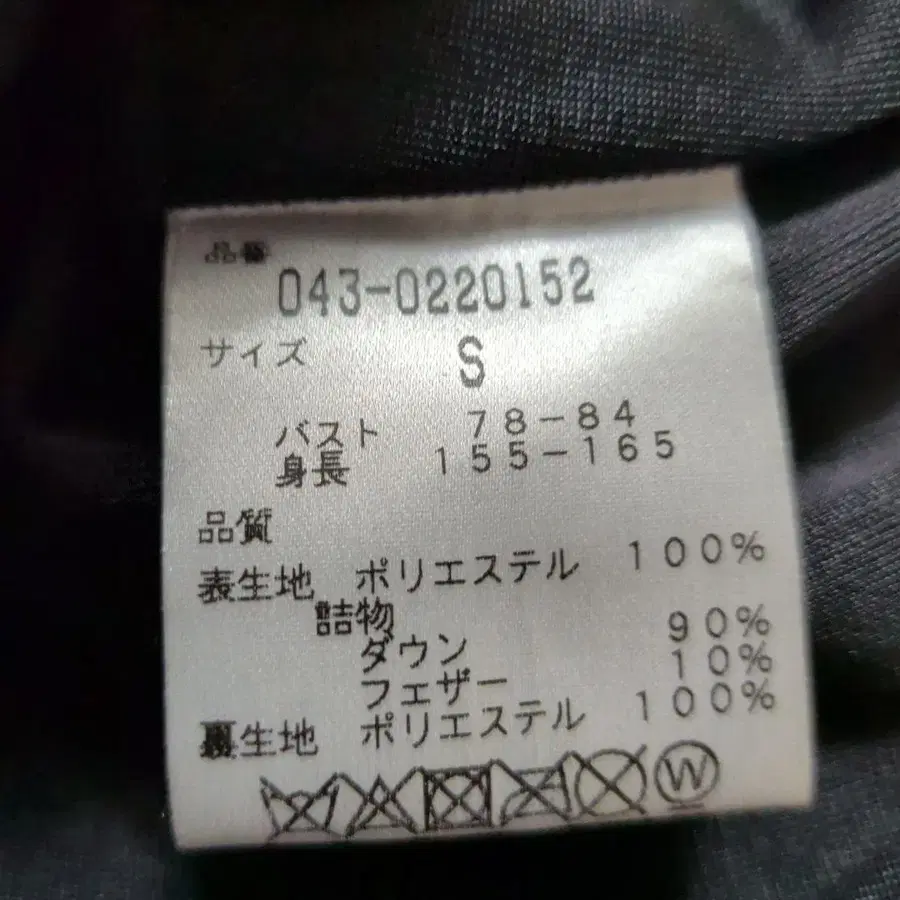 品番
043-0220152
サイズ S
バスト 78-84
身長 155-165
品質
表生地 ポリエステル 100%
詰物
ダウン 90%
フェザー 10%
裏生地 ポリエステル 100%
W